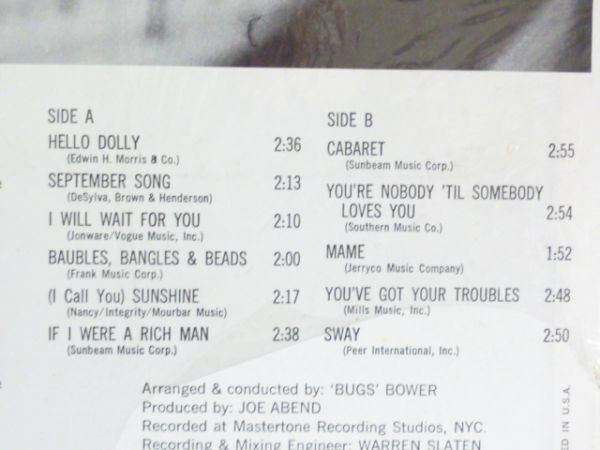 SIDE A
HELLO DOLLY 2:36
(Edwin H. Morris & Co.)
SEPTEMBER SONG 2:13
(DeSylva, Brown & Henderson)
I WILL WAIT FOR YOU 2:10
(Jonware/Vogue Music, Inc.)
BAUBLES, BANGLES & BEADS 2:00
(Frank Music Corp.)
(I Call You) SUNSHINE 2:17
(Nancy/Integrity/Mourbar Music)
IF I WERE A RICH MAN 2:38
(Sunbeam Music Corp.)
SIDE B
CABARET 2:55
(Sunbeam Music Corp.)
YOU'RE NOBODY 'TIL SOMEBODY
LOVES YOU 2:54
(Southern Music Co.)
MAME 1:52
(Jerryco Music Company)
YOU'VE GOT YOUR TROUBLES 2:48
(Mills Music, Inc.)
SWAY 2:50
(Peer International, Inc.)
Arranged & conducted by: 'BUGS' BOWER
Produced by: JOE ABEND
Recorded at Mastertone Recording Studios, NYC.
Recording & Mixing Engineer: WARREN SLATEN
ED IN U.S.A.